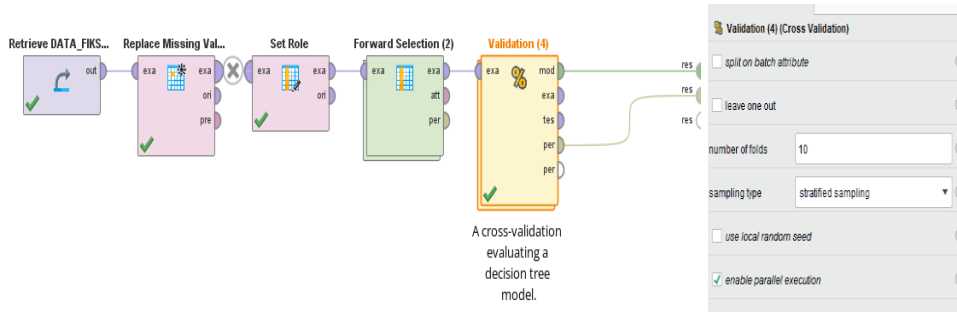 Retrieve DATA_FIKS...
Replace Missing Val...
Set Role
Forward Selection (2)
Validation (4)
out
exa
exa
ori
pre
exa
exa
ori
exa
exa
att
per
exa
%
mod
exa
tes
per
per
res
res
res
A cross-validation
evaluating a
decision tree
model.
% Validation (4) (Cross Validation)
split on batch attribute
leave one out
number of folds
10
sampling type
stratified sampling
use local random seed
enable parallel execution